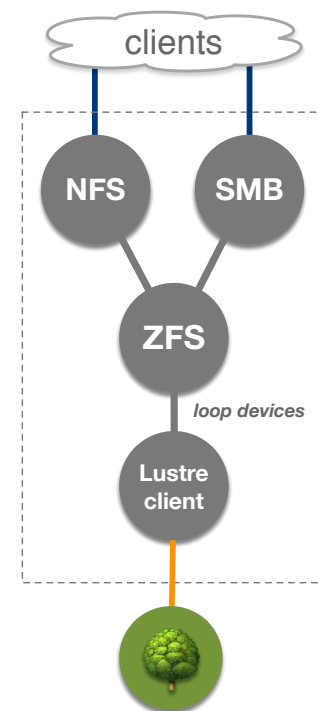 clients
NFS
SMB
ZFS
loop devices
Lustre
client